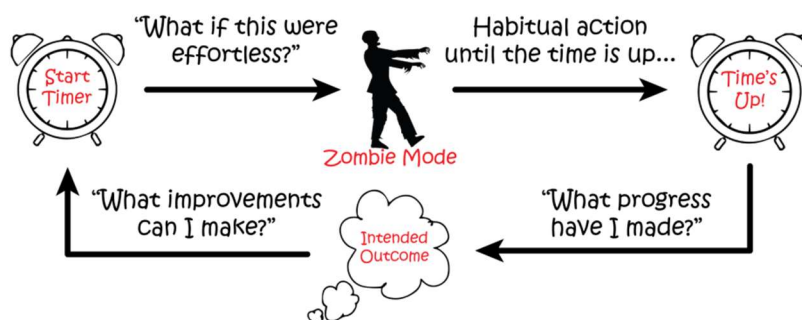 “What if this were
effortless?”
Habitual action
until the time is up...
Start
Timer
Time's
Up!
Zombie Mode
“What improvements
can I make?”
“What progress
have I made?”
Intended
Outcome